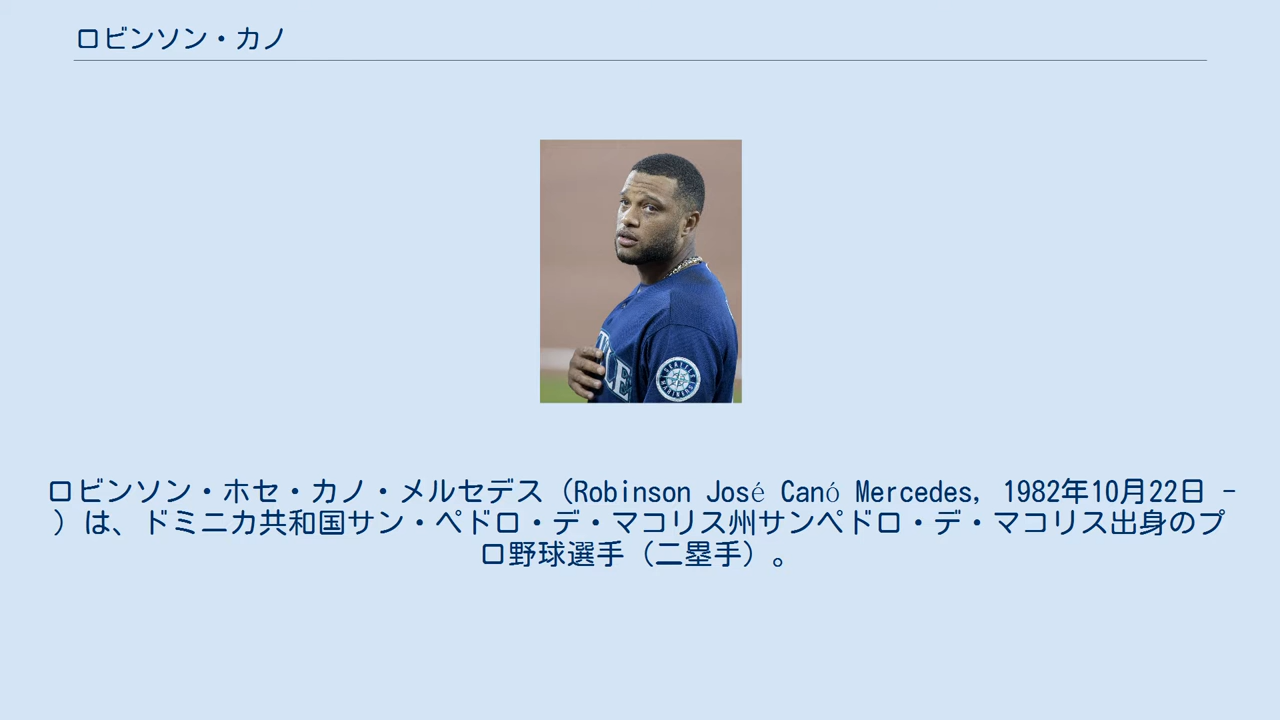 ロビンソン・カノ
TLE
SEATTLE
MARINERS
ロビンソン・ホセ・カノ・メルセデス（Robinson José Canó Mercedes, 1982年10月22日 -
）は、ドミニカ共和国サン・ペドロ・デ・マコリス州サンペドロ・デ・マコリス出身のプ
ロ野球選手（二塁手）。